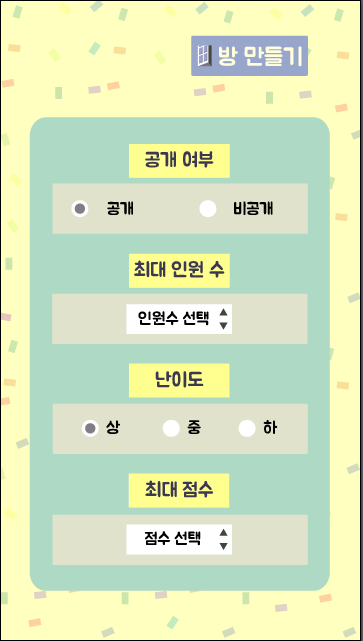 방 만들기
공개 여부
공개 비공개
최대 인원 수
인원수 선택
난이도
상 중 하
최대 점수
점수 선택